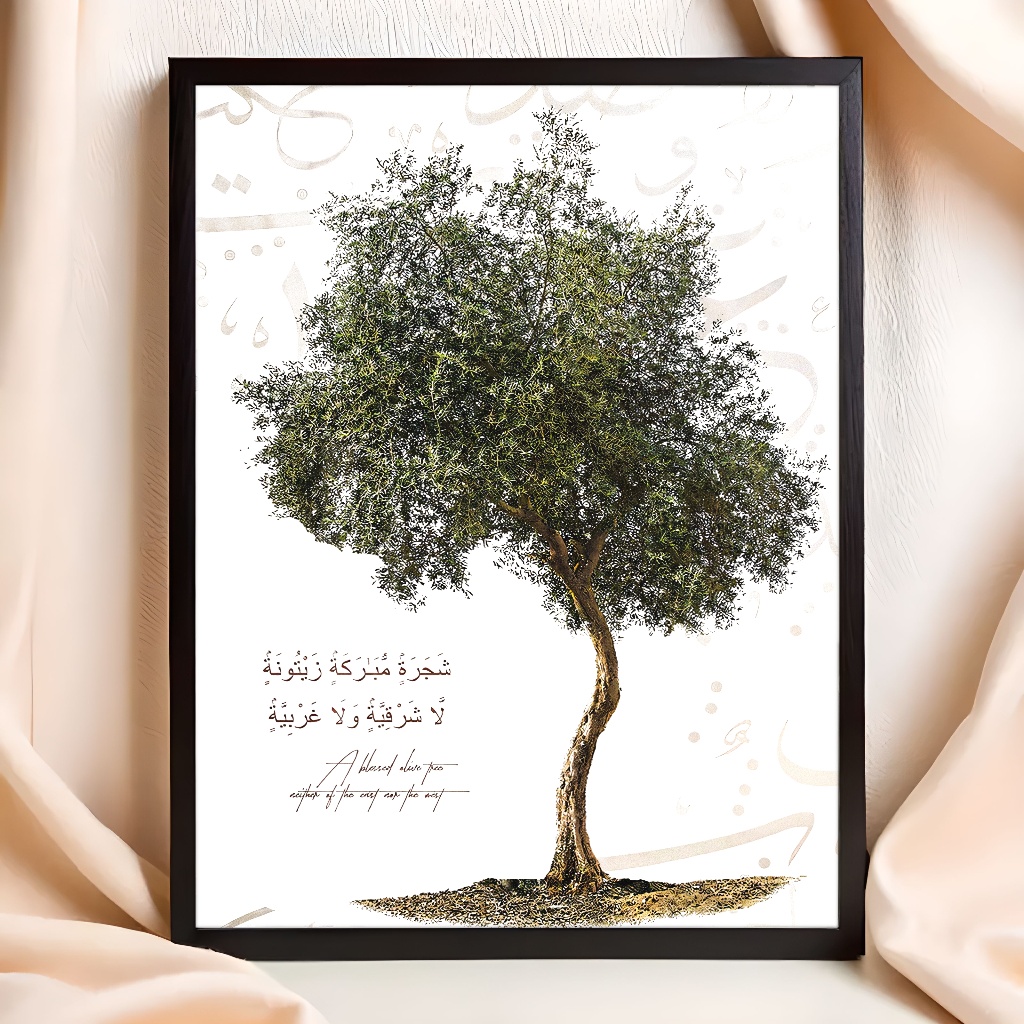 شَجَرَةٍ مُّبَـٰرَكَةٍ زَيْتُونَةٍ
لَّا شَرْقِيَّةٍ وَلَا غَرْبِيَّةٍ
A blessed olive tree
neither of the east nor the west